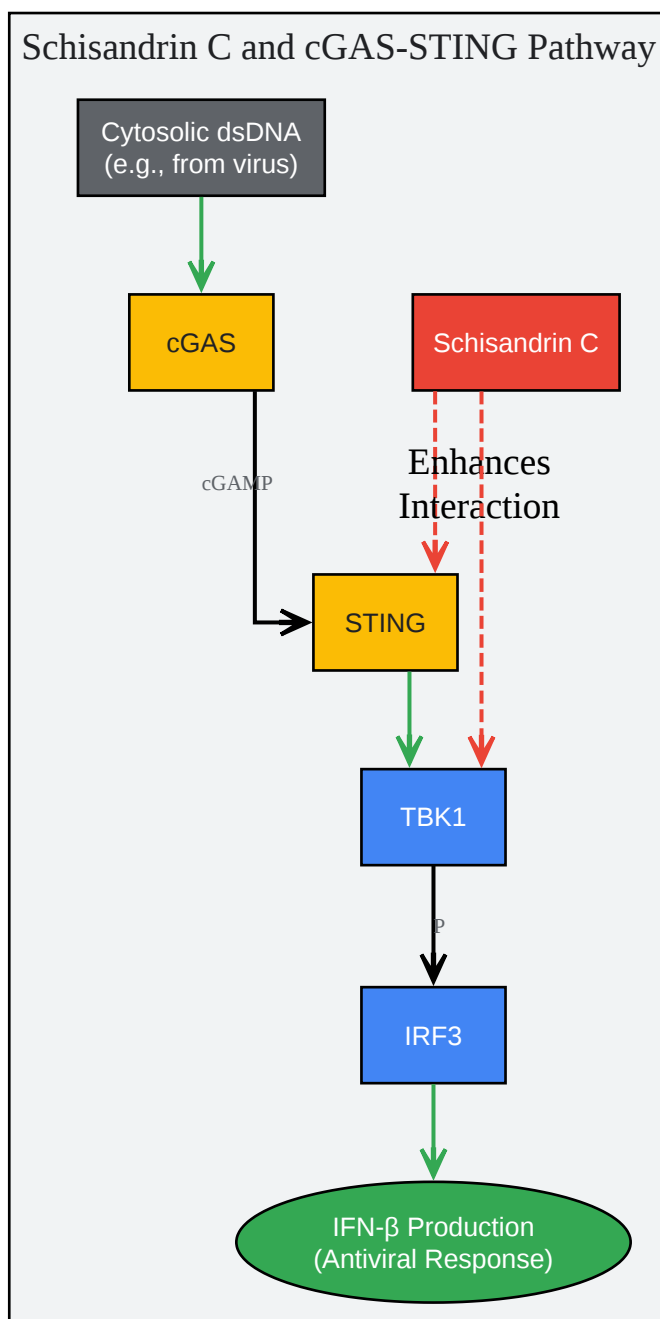 Schisandrin C and cGAS-STING Pathway
Cytosolic dsDNA
(e.g., from virus)
cGAS
Schisandrin C
cGAMP
Enhances
Interaction
STING
TBK1
P
IRF3
IFN-β Production
(Antiviral Response)